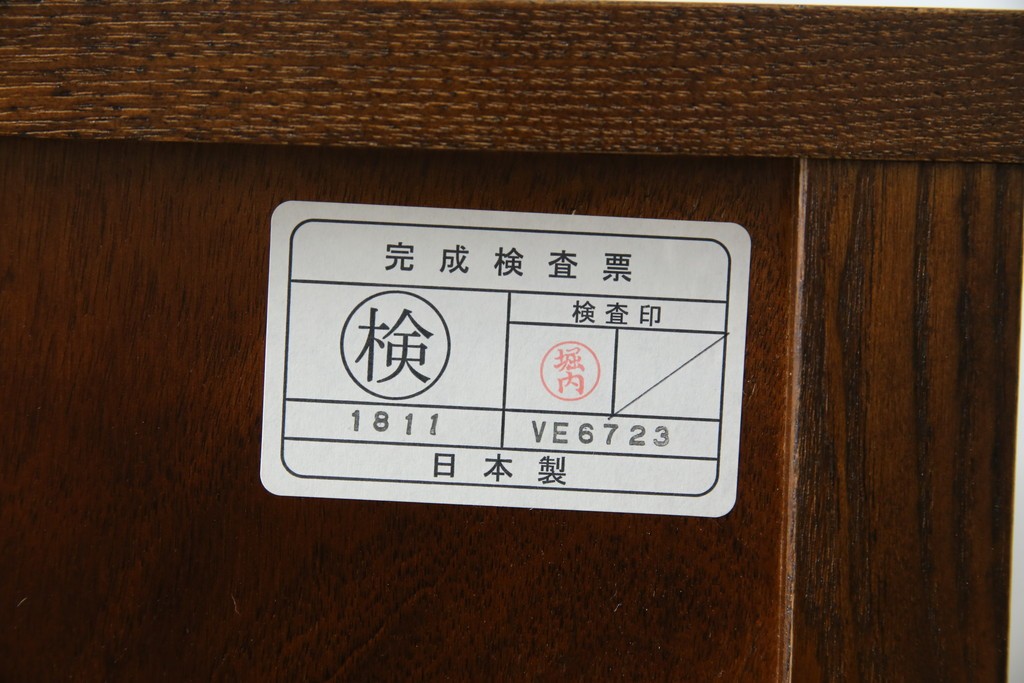 完成検査票
検
検査印
堀内
1811
VE6723
日本製